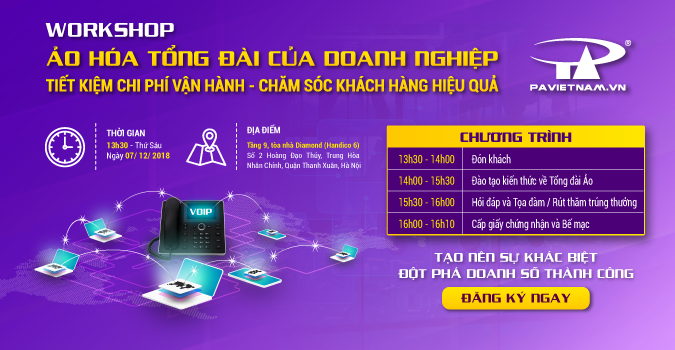 WORKSHOP
ẢO HÓA TỔNG ĐÀI CỦA DOANH NGHIỆP
TIẾT KIỆM CHI PHÍ VẬN HÀNH - CHĂM SÓC KHÁCH HÀNG HIỆU QUẢ
PA
®
PAVIETNAM.VN
THỜI GIAN
13h30 - Thứ Sáu
Ngày 07/ 12/ 2018
ĐỊA ĐIỂM
Tầng 9, tòa nhà Diamond (Handico 6)
Số 2 Hoàng Đạo Thúy, Trung Hòa
Nhân Chính, Quận Thanh Xuân, Hà Nội
CHƯƠNG TRÌNH
13h30 - 14h00 Đón khách
14h00 - 15h30 Đào tạo kiến thức về Tổng đài Ảo
15h30 - 16h00 Hỏi đáp và Tọa đàm / Rút thăm trúng thưởng
16h00 - 16h10 Cấp giấy chứng nhận và Bế mạc
VOIP
TẠO NÊN SỰ KHÁC BIỆT
ĐỘT PHÁ DOANH SỐ THÀNH CÔNG
ĐĂNG KÝ NGAY